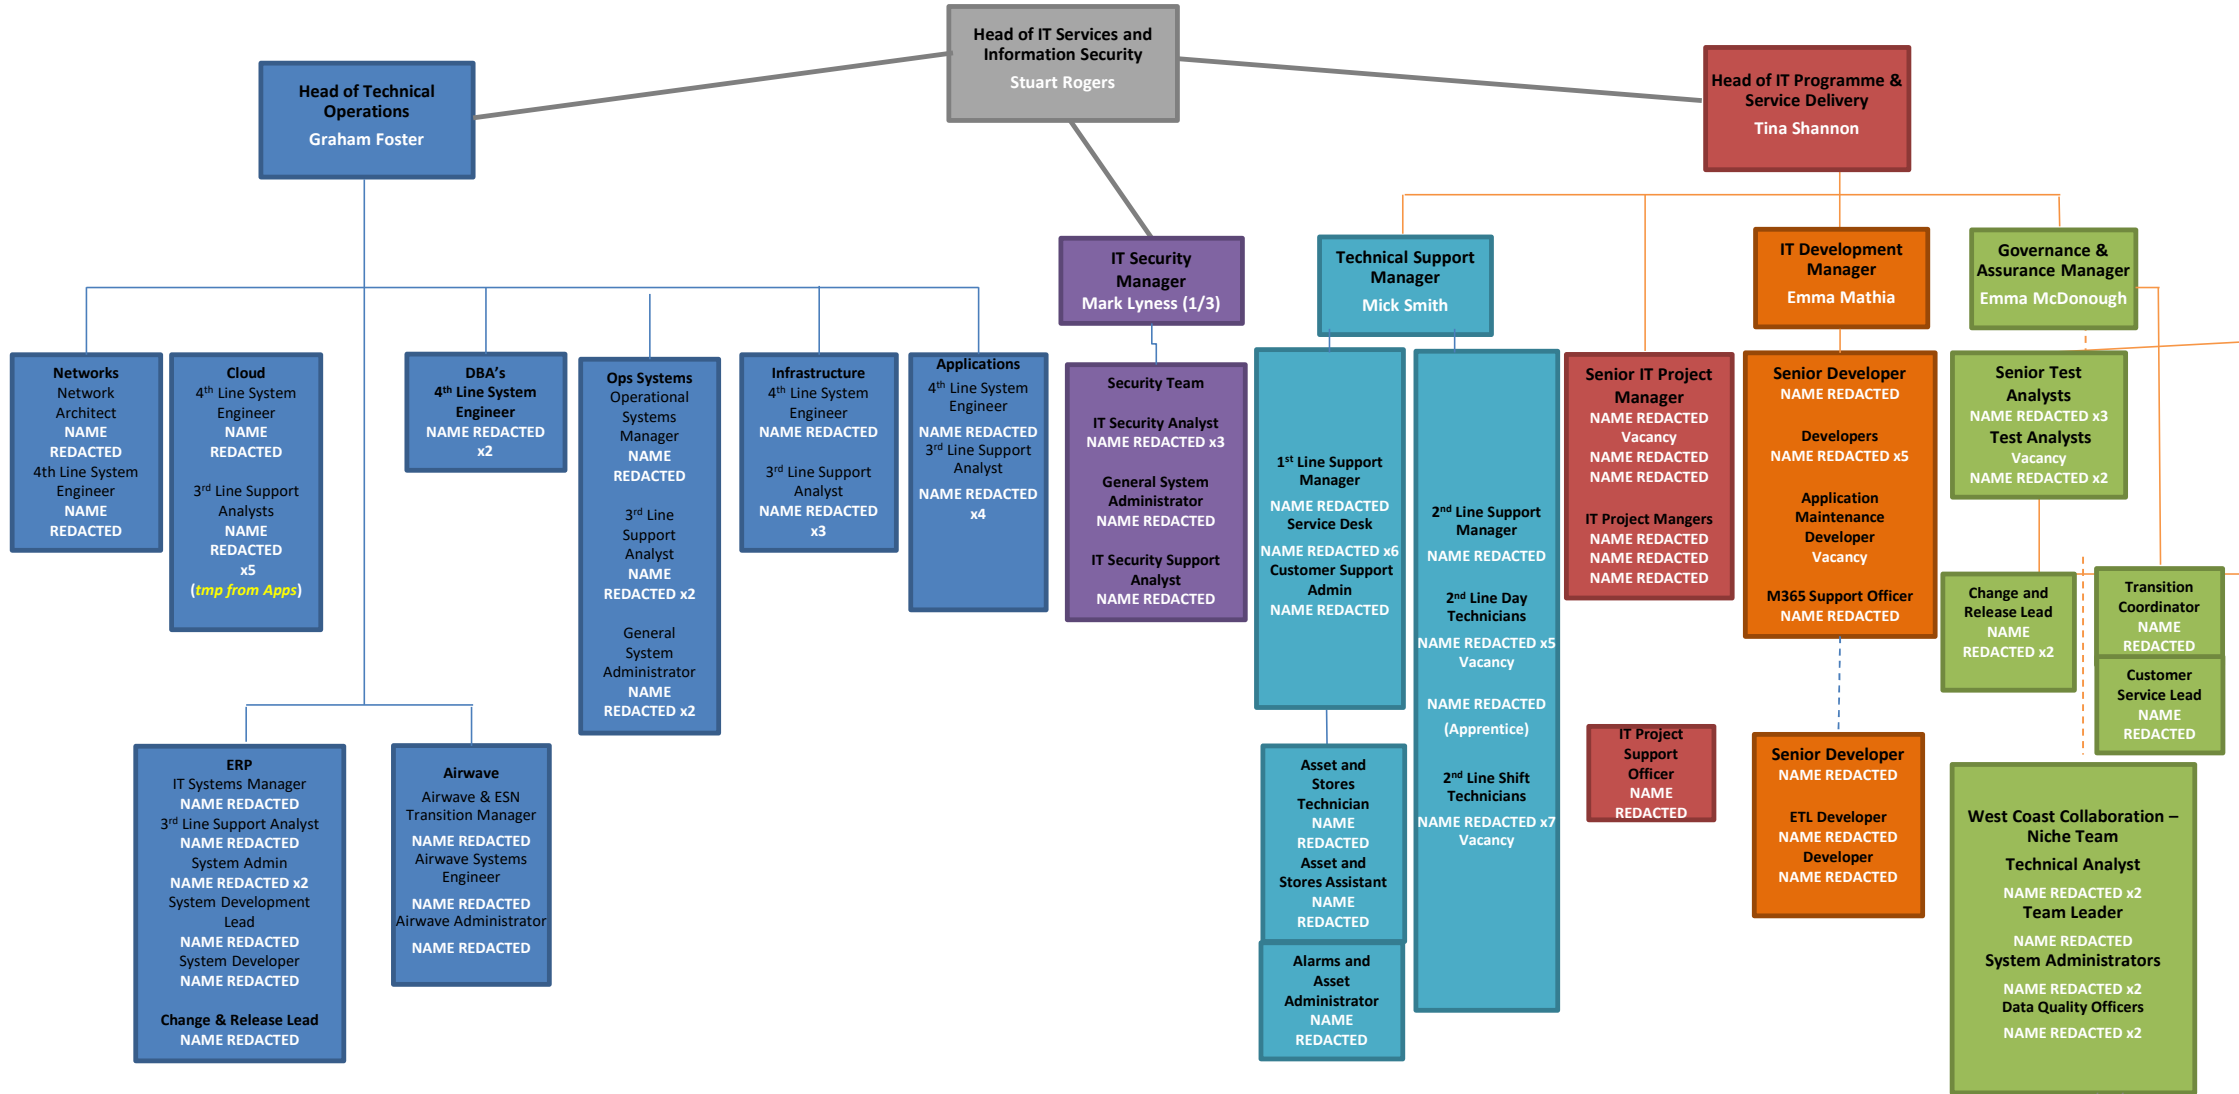 Head of IT Services and
Information Security
Stuart Rogers
Head of Technical
Operations
Graham Foster
Head of IT Programme &
Service Delivery
Tina Shannon
IT Security
Manager
Mark Lyness (1/3)
Technical Support
Manager
Mick Smith
IT Development
Manager
Emma Mathia
Governance &
Assurance Manager
Emma McDonough
Networks
Network
Architect
NAME
REDACTED
4th Line System
Engineer
NAME
REDACTED
Cloud
4th Line System
Engineer
NAME
REDACTED
3rd Line Support
Analysts
NAME
REDACTED
x5
(tmp from Apps)
DBA's
4th Line System
Engineer
NAME REDACTED
x2
Ops Systems
Operational
Systems
Manager
NAME
REDACTED
3rd Line
Support
Analyst
NAME
REDACTED x2
General
System
Administrator
NAME
REDACTED x2
Infrastructure
4th Line System
Engineer
NAME REDACTED
3rd Line Support
Analyst
NAME REDACTED
x3
Applications
4th Line System
Engineer
NAME REDACTED
3rd Line Support
Analyst
NAME REDACTED
x4
Security Team
IT Security Analyst
NAME REDACTED x3
General System
Administrator
NAME REDACTED
IT Security Support
Analyst
NAME REDACTED
1st Line Support
Manager
NAME REDACTED
Service Desk
NAME REDACTED x6
Customer Support
Admin
NAME REDACTED
2nd Line Support
Manager
NAME REDACTED
2nd Line Day
Technicians
NAME REDACTED x5
Vacancy
NAME REDACTED
(Apprentice)
2nd Line Shift
Technicians
NAME REDACTED x7
Vacancy
Senior IT Project
Manager
NAME REDACTED
Vacancy
NAME REDACTED
NAME REDACTED
IT Project Mangers
NAME REDACTED
NAME REDACTED
NAME REDACTED
Senior Developer
NAME REDACTED
Developers
NAME REDACTED x5
Application
Maintenance
Developer
Vacancy
M365 Support Officer
NAME REDACTED
Senior Test
Analysts
NAME REDACTED x3
Test Analysts
Vacancy
NAME REDACTED x2
Change and
Release Lead
NAME
REDACTED x2
Transition
Coordinator
NAME
REDACTED
Customer
Service Lead
NAME
REDACTED
ERP
IT Systems Manager
NAME REDACTED
3rd Line Support Analyst
NAME REDACTED
System Admin
NAME REDACTED x2
System Development
Lead
NAME REDACTED
System Developer
NAME REDACTED
Change & Release Lead
NAME REDACTED
Airwave
Airwave & ESN
Transition Manager
NAME REDACTED
Airwave Systems
Engineer
NAME REDACTED
Airwave Administrator
NAME REDACTED
Asset and
Stores
Technician
NAME
REDACTED
Asset and
Stores Assistant
NAME
REDACTED
Alarms and
Asset
Administrator
NAME
REDACTED
IT Project
Support
Officer
NAME
REDACTED
Senior Developer
NAME REDACTED
ETL Developer
NAME REDACTED
Developer
NAME REDACTED
West Coast Collaboration –
Niche Team
Technical Analyst
NAME REDACTED x2
Team Leader
NAME REDACTED
System Administrators
NAME REDACTED x2
Data Quality Officers
NAME REDACTED x2